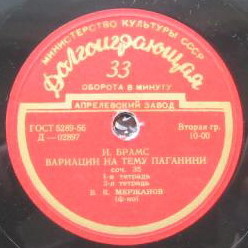 МИНИСТЕРСТВО КУЛЬТУРЫ СССР
Долгоиграющая
33
ОБОРОТА В МИНУТУ
АПРЕЛЕВСКИЙ ЗАВОД
ГОСТ 5289-56
Д—02897
Вторая гр.
10-00
И. БРАМС
ВАРИАЦИИ НА ТЕМУ ПАГАНИНИ
соч. 35
1-я тетрадь
2-я тетрадь
В. К. МЕРЖАНОВ
(ф-но)